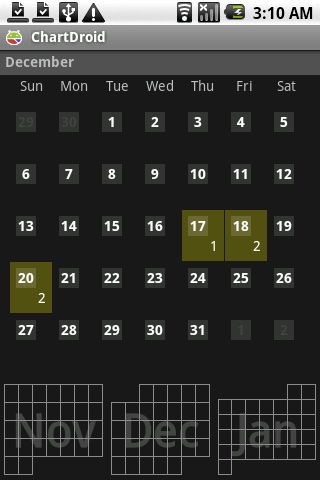 3:10 AM
ChartDroid
December
Sun Mon Tue Wed Thu Fri Sat
29 30 1 2 3 4 5
6 7 8 9 10 11 12
13 14 15 16 17 18 19
1 2
20 21 22 23 24 25 26
2
27 28 29 30 31 1 2
Nov Dec Jan